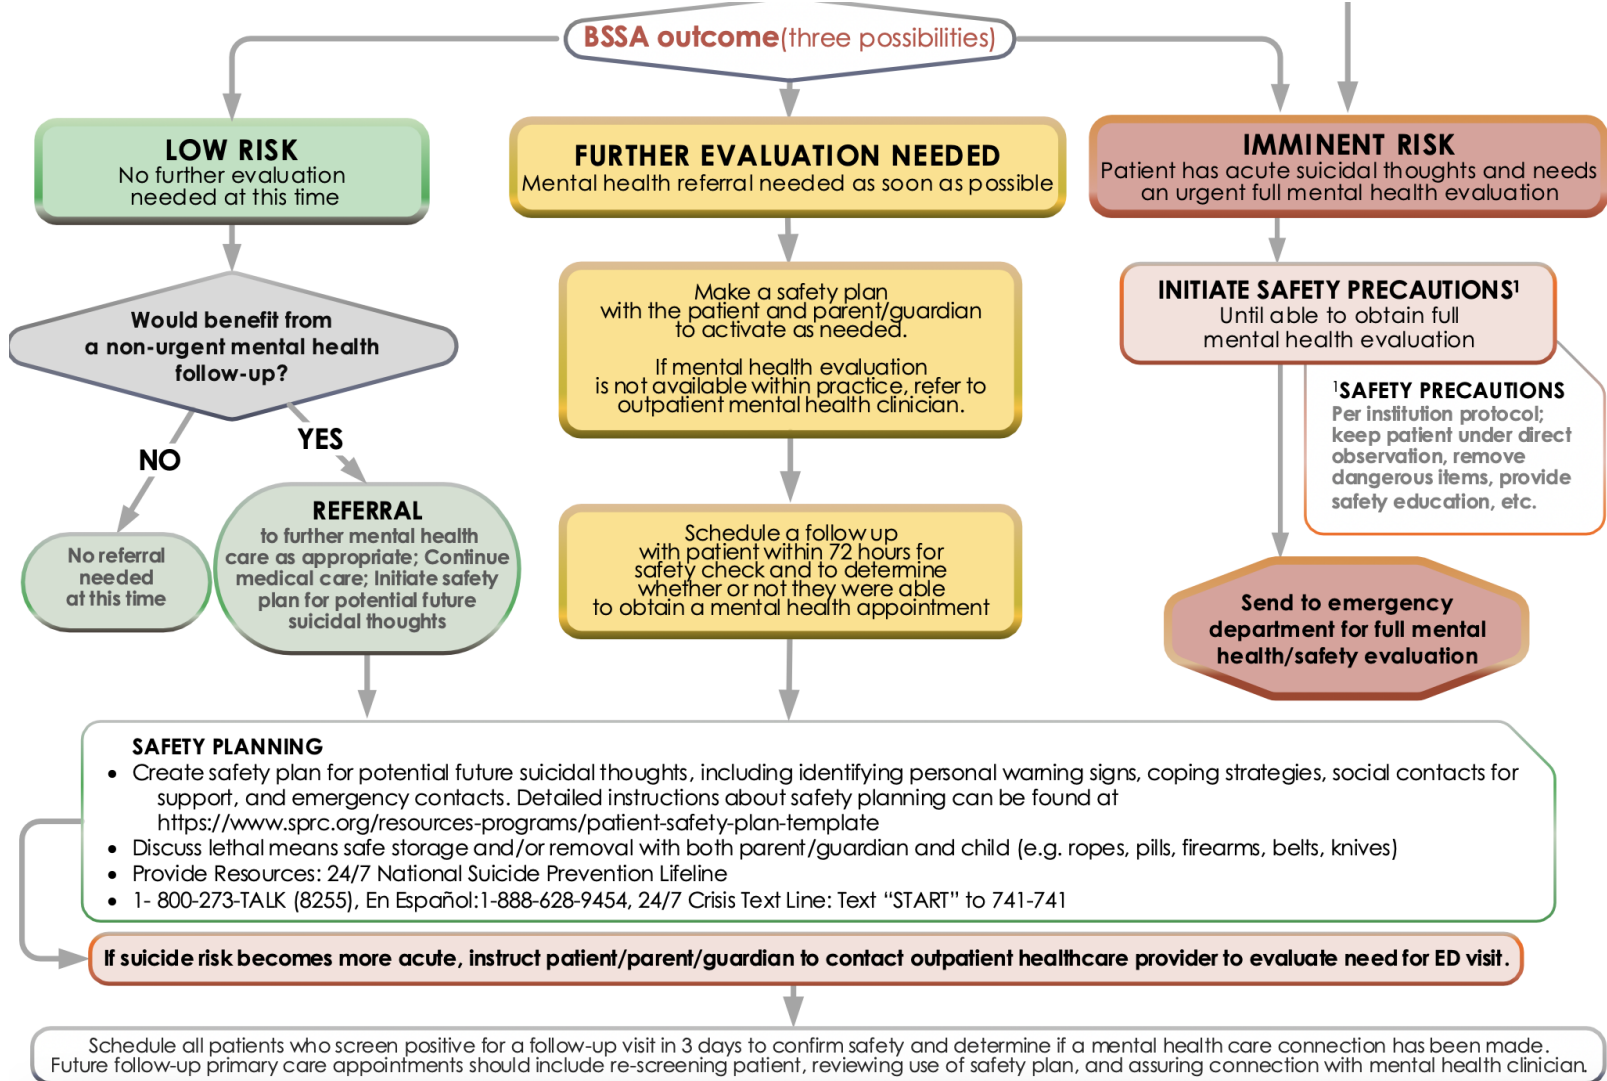 BSSA outcome(three possibilities)
LOW RISK
No further evaluation
needed at this time
Would benefit from
a non-urgent mental health
follow-up?
NO
YES
No referral
needed
at this time
REFERRAL
to further mental health
care as appropriate; Continue
medical care; Initiate safety
plan for potential future
suicidal thoughts
FURTHER EVALUATION NEEDED
Mental health referral needed as soon as possible
Make a safety plan
with the patient and parent/guardian
to activate as needed.
If mental health evaluation
is not available within practice, refer to
outpatient mental health clinician.
Schedule a follow up
with patient within 72 hours for
safety check and to determine
whether or not they were able
to obtain a mental health appointment
IMMINENT RISK
Patient has acute suicidal thoughts and needs
an urgent full mental health evaluation
INITIATE SAFETY PRECAUTIONS¹
Until able to obtain full
mental health evaluation
¹SAFETY PRECAUTIONS
Per institution protocol;
keep patient under direct
observation, remove
dangerous items, provide
safety education, etc.
Send to emergency
department for full mental
health/safety evaluation
SAFETY PLANNING
• Create safety plan for potential future suicidal thoughts, including identifying personal warning signs, coping strategies, social contacts for
support, and emergency contacts. Detailed instructions about safety planning can be found at
https://www.sprc.org/resources-programs/patient-safety-plan-template
• Discuss lethal means safe storage and/or removal with both parent/guardian and child (e.g. ropes, pills, firearms, belts, knives)
• Provide Resources: 24/7 National Suicide Prevention Lifeline
• 1- 800-273-TALK (8255), En Español:1-888-628-9454, 24/7 Crisis Text Line: Text “START” to 741-741
If suicide risk becomes more acute, instruct patient/parent/guardian to contact outpatient healthcare provider to evaluate need for ED visit.
Schedule all patients who screen positive for a follow-up visit in 3 days to confirm safety and determine if a mental health care connection has been made.
Future follow-up primary care appointments should include re-screening patient, reviewing use of safety plan, and assuring connection with mental health clinician.